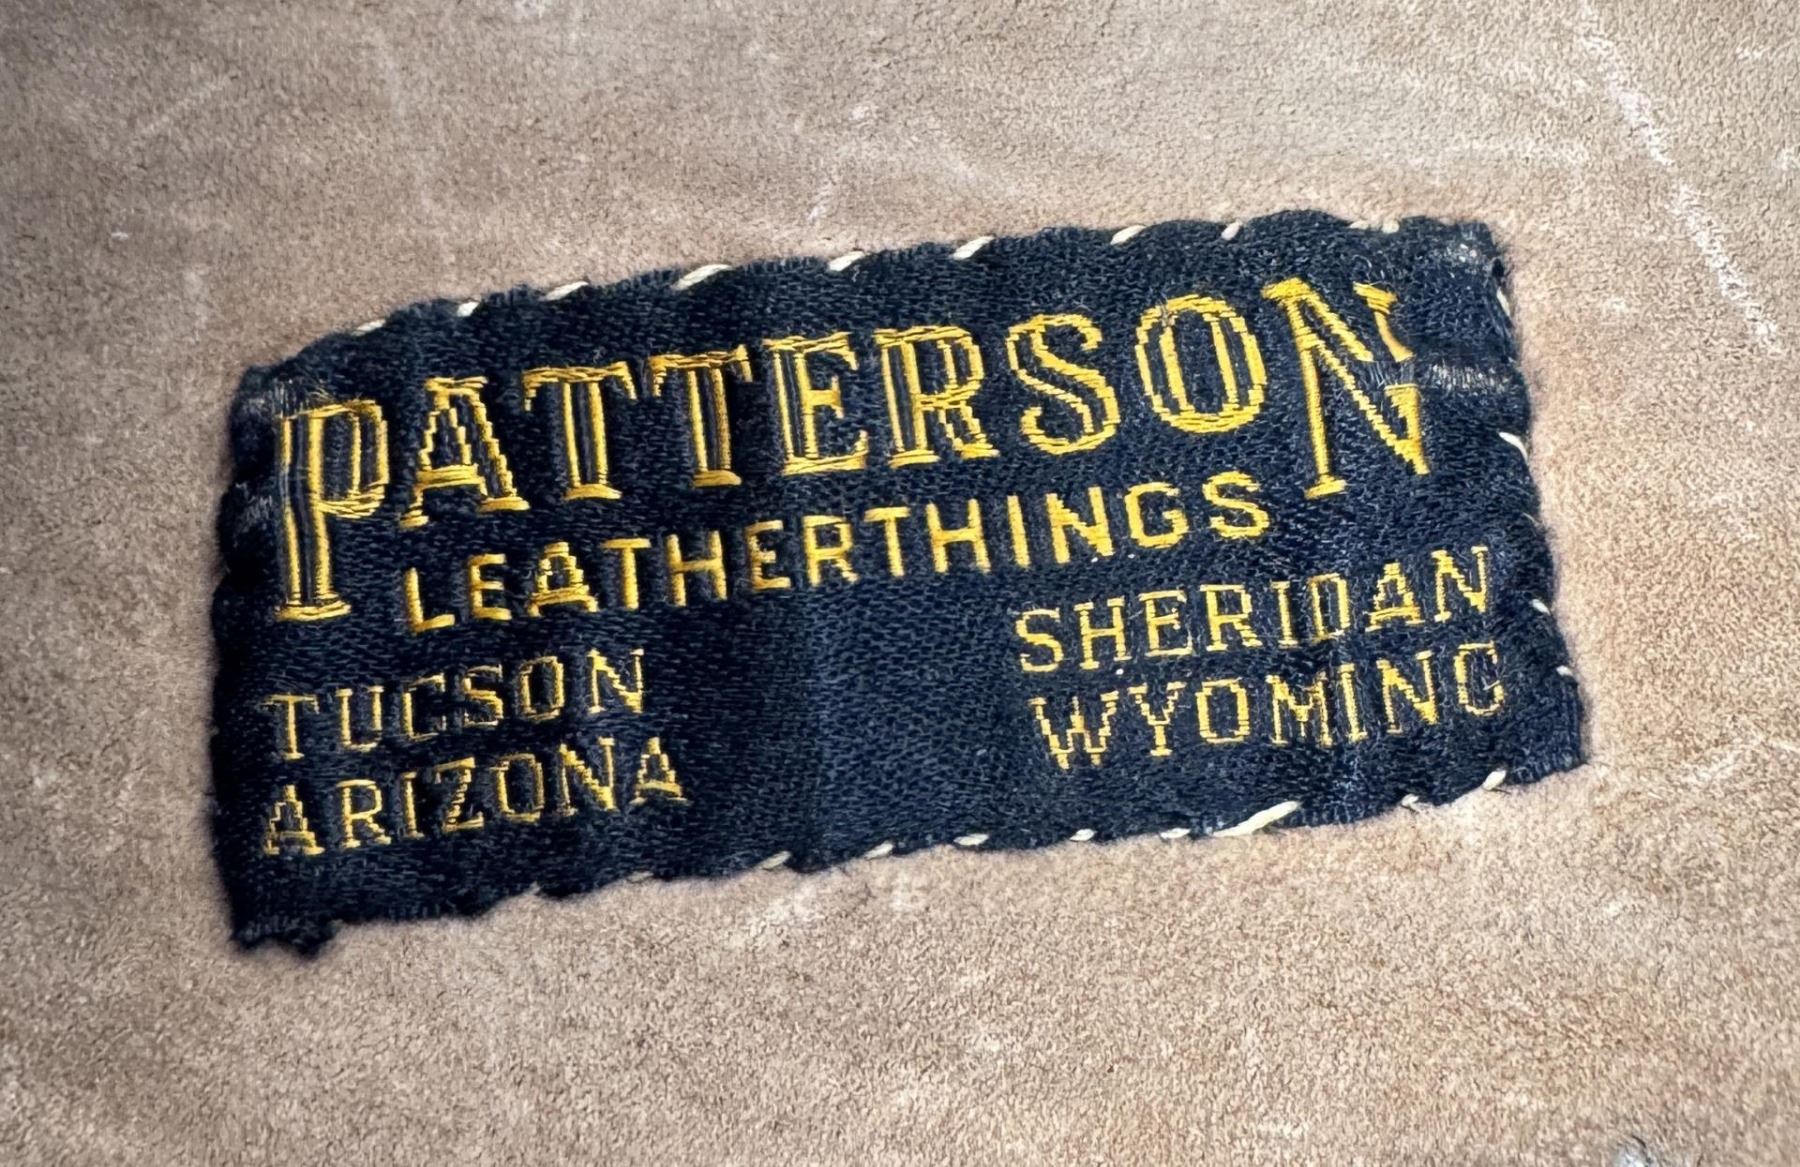 PATTERSON
LEATHERTHINGS
TUCSON
ARIZONA
SHERIDAN
WYOMING